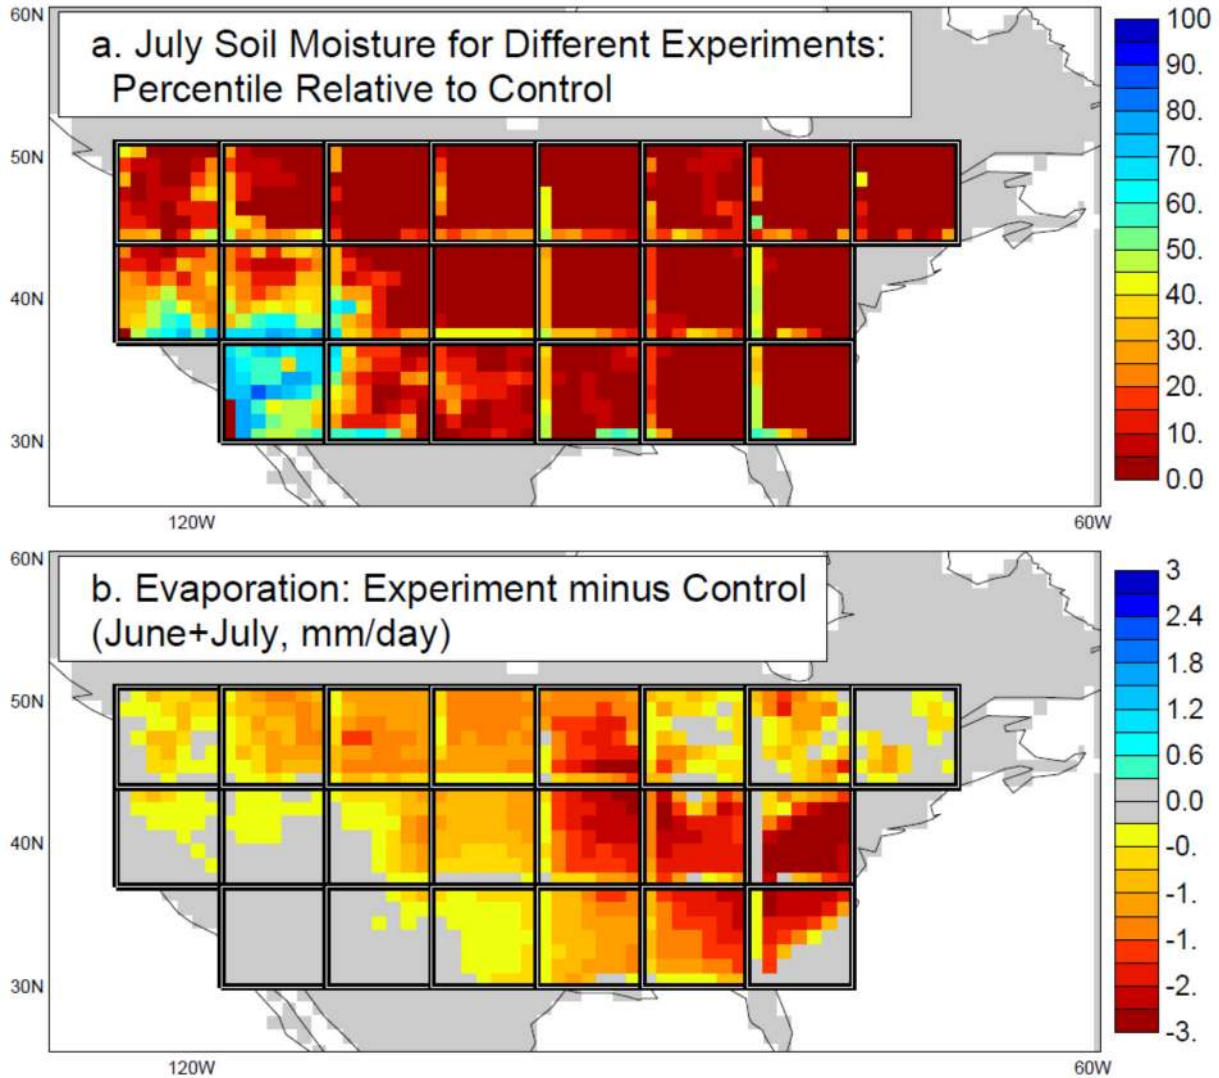 60N
a. July Soil Moisture for Different Experiments:
Percentile Relative to Control
50N
40N
30N
120W
60W
100
90.
80.
70.
60.
50.
40.
30.
20.
10.
0.0
60N
b. Evaporation: Experiment minus Control
(June+July, mm/day)
50N
40N
30N
120W
60W
3
2.4
1.8
1.2
0.6
0.0
-0.
-1.
-1.
-2.
-3.